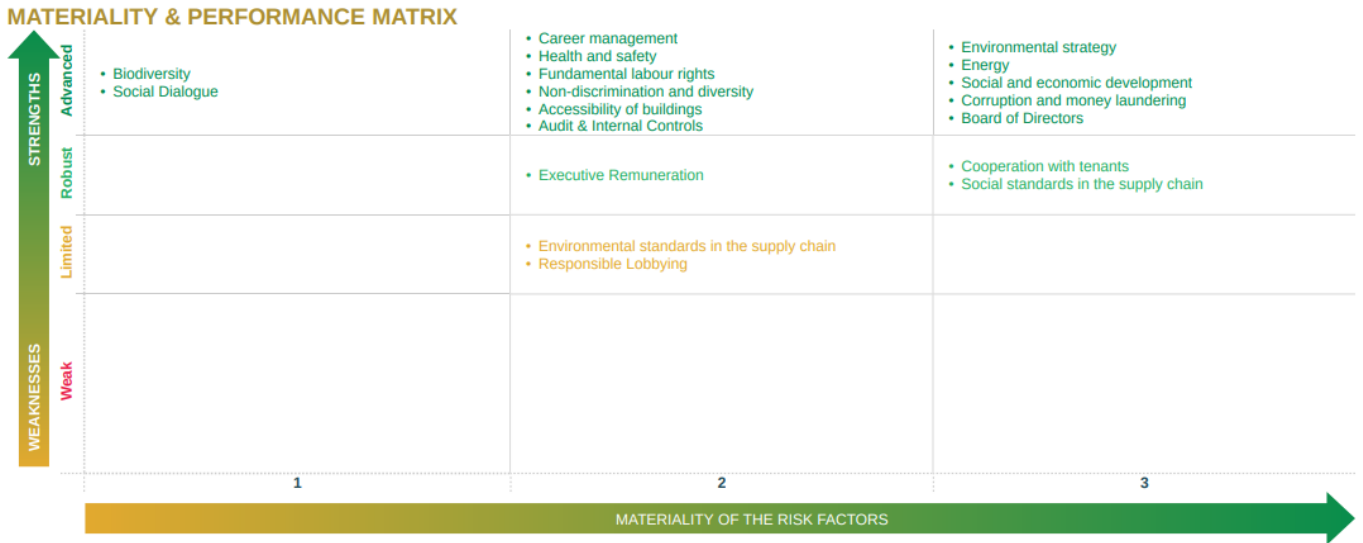 MATERIALITY & PERFORMANCE MATRIX
STRENGTHS
WEAKNESSES
Advanced
• Biodiversity
• Social Dialogue
• Career management
• Health and safety
• Fundamental labour rights
• Non-discrimination and diversity
• Accessibility of buildings
• Audit & Internal Controls
• Environmental strategy
• Energy
• Social and economic development
• Corruption and money laundering
• Board of Directors
Robust
• Executive Remuneration
• Cooperation with tenants
• Social standards in the supply chain
Limited
• Environmental standards in the supply chain
• Responsible Lobbying
Weak
1
2
3
MATERIALITY OF THE RISK FACTORS